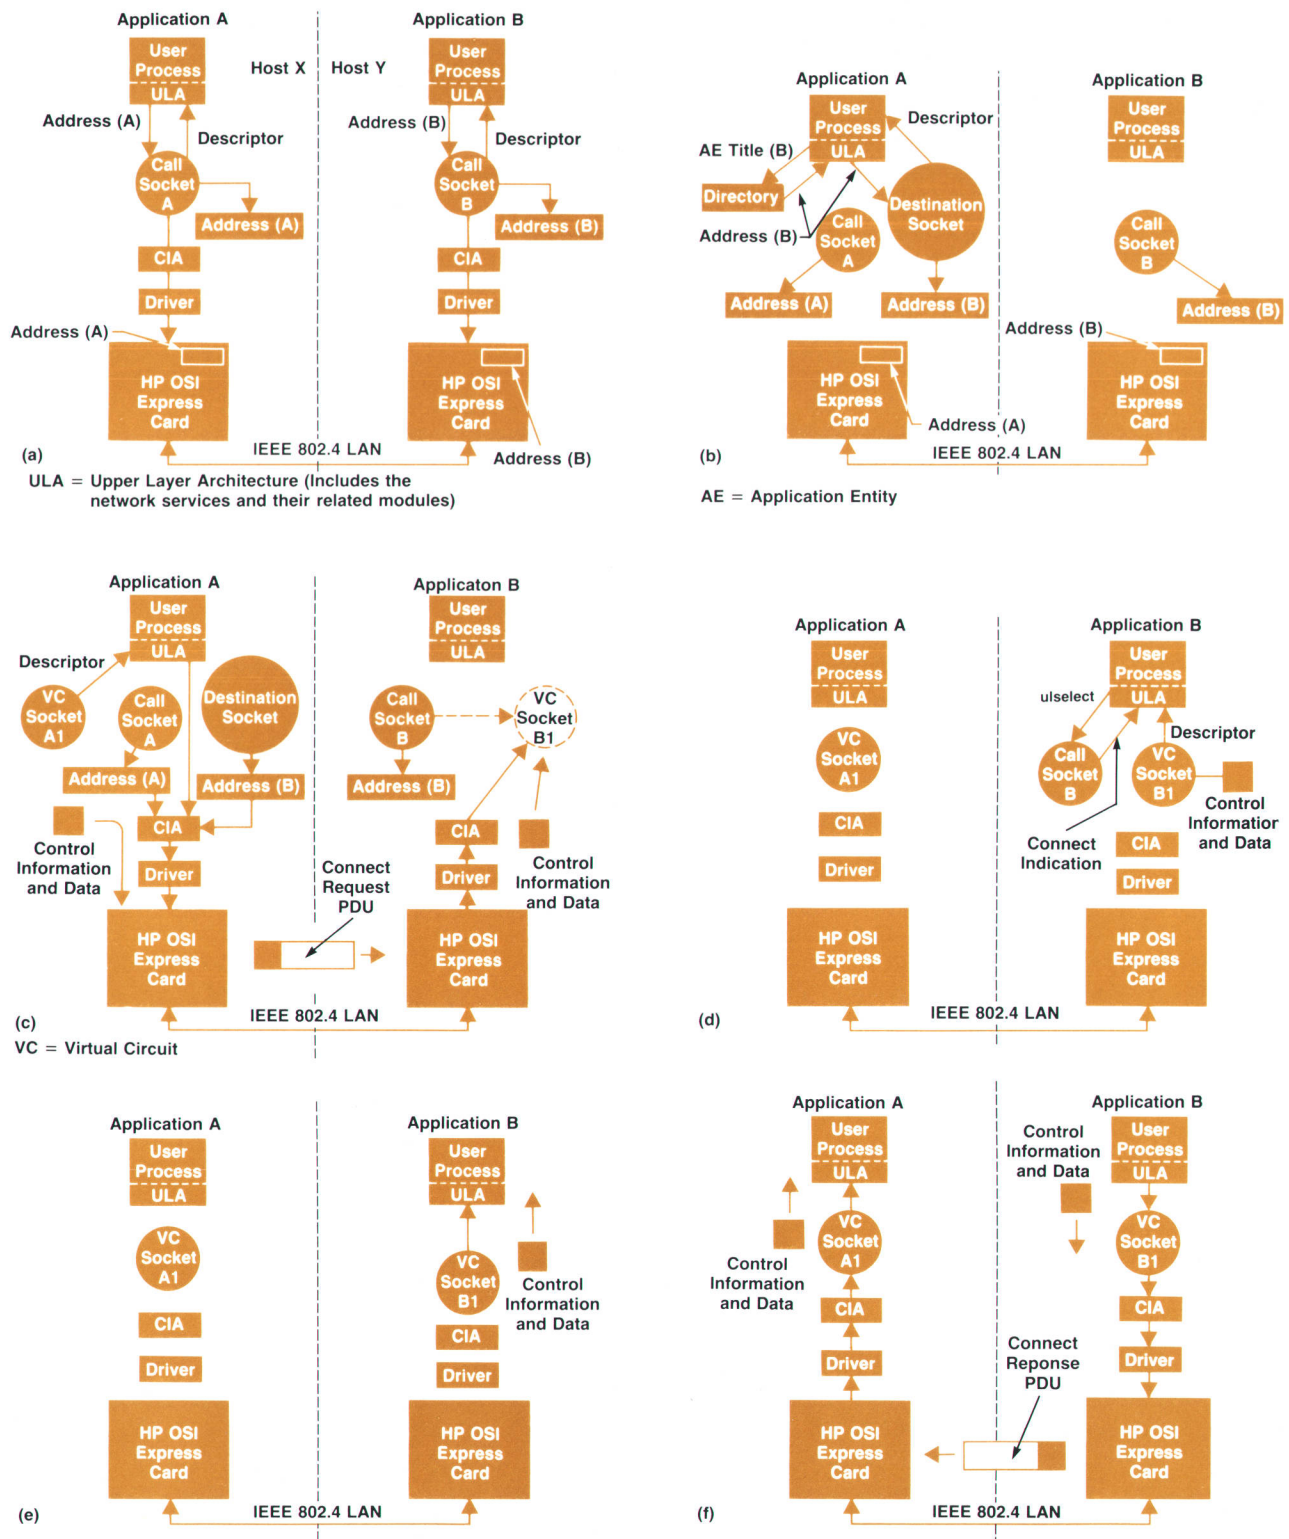 Application A
Application B
User
Process
ULA
Host X
Host Y
User
Process
ULA
Address (A)
Descriptor
Address (B)
Descriptor
Call
Socket
A
Call
Socket
B
Address (A)
Address (B)
CIA
CIA
Driver
Driver
Address (A)
HP OSI
Express
Card
HP OSI
Express
Card
IEEE 802.4 LAN
Address (B)
(a)
ULA = Upper Layer Architecture (Includes the
network services and their related modules)
Application A
Application B
User
Process
ULA
Descriptor
User
Process
ULA
AE Title (B)
Directory
Destination
Socket
Address (B)
Call
Socket
A
Call
Socket
B
Address (A)
Address (B)
Address (B)
Address (B)
HP OSI
Express
Card
HP OSI
Express
Card
Address (A)
IEEE 802.4 LAN
(b)
AE = Application Entity
Application A
Applicaton B
User
Process
ULA
User
Process
ULA
Descriptor
VC
Socket
A1
Call
Socket
A
Destination
Socket
Call
Socket
B
VC
Socket
B1
Address (A)
Address (B)
Address (B)
CIA
CIA
Control
Information
and Data
Driver
Connect
Request
PDU
Driver
Control
Information
and Data
HP OSI
Express
Card
HP OSI
Express
Card
IEEE 802.4 LAN
(c)
VC = Virtual Circuit
Application A
Application B
User
Process
ULA
User
Process
ULA
ulselect
Descriptor
VC
Socket
A1
Call
Socket
B
VC
Socket
B1
Control
Information
and Data
CIA
Connect
Indication
CIA
Driver
Driver
HP OSI
Express
Card
HP OSI
Express
Card
IEEE 802.4 LAN
(d)
Application A
Application B
User
Process
ULA
User
Process
ULA
VC
Socket
A1
VC
Socket
B1
Control
Information
and Data
CIA
CIA
Driver
Driver
HP OSI
Express
Card
HP OSI
Express
Card
IEEE 802.4 LAN
(e)
Application A
Application B
User
Process
ULA
Control
Information
and Data
User
Process
ULA
VC
Socket
A1
VC
Socket
B1
Control
Information
and Data
CIA
CIA
Driver
Connect
Reponse
PDU
Driver
HP OSI
Express
Card
HP OSI
Express
Card
IEEE 802.4 LAN
(f)